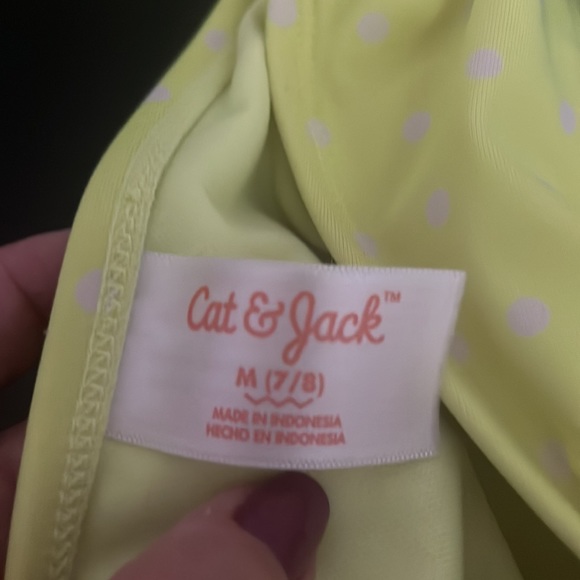 Cat & Jack™
M (7/8)
MADE IN INDONESIA
HECHO EN INDONESIA